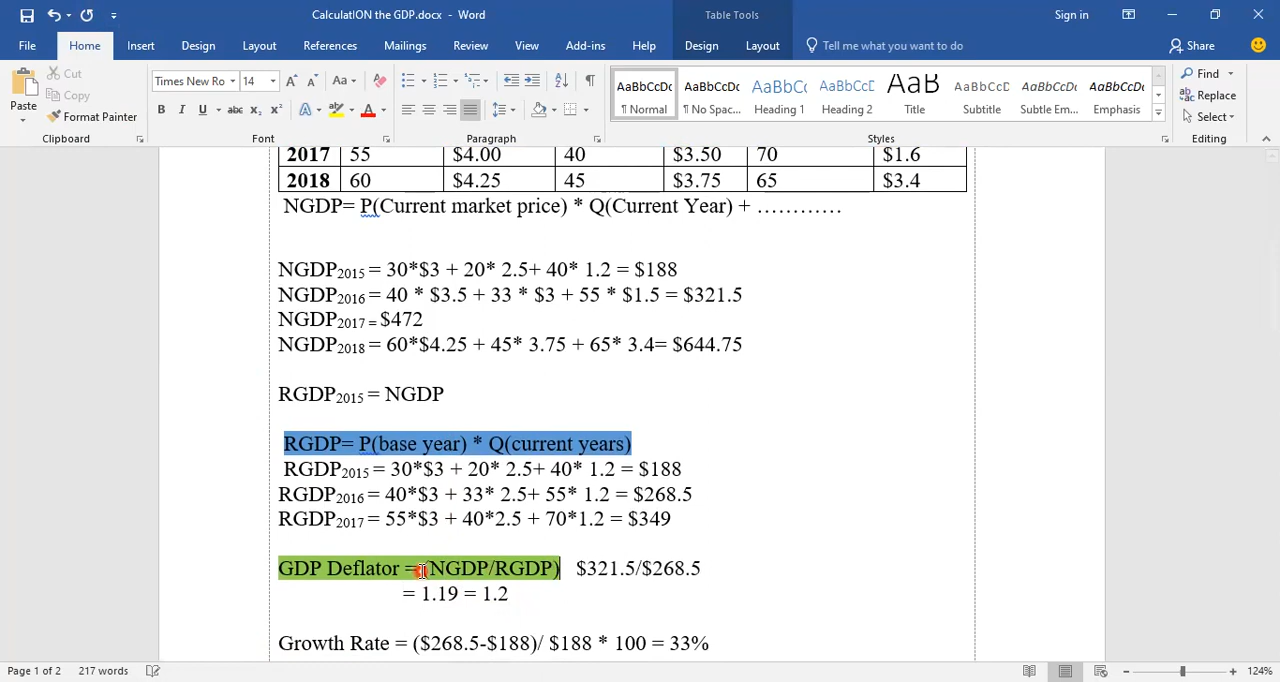 CalculatION the GDP.docx - Word
Table Tools
Sign in
File Home Insert Design Layout References Mailings Review View Add-ins Help Design Layout Tell me what you want to do Share
Paste
Cut
Copy
Format Painter
Clipboard
Times New Ro 14
Font
Paragraph
AaBbCcDc AaBbCcDc AaBbCc AaBbCcC AaB AaBbCcD AaBbCcDc AaBbCcDc
¶ Normal ¶ No Spac... Heading 1 Heading 2 Title Subtitle Subtle Em... Emphasis
Styles
Find
Replace
Select
Editing
2017 55 $4.00 40 $3.50 70 $1.6
2018 60 $4.25 45 $3.75 65 $3.4
NGDP= P(Current market price) * Q(Current Year) + …………
NGDP2015 = 30*$3 + 20* 2.5+ 40* 1.2 = $188
NGDP2016 = 40 * $3.5 + 33 * $3 + 55 * $1.5 = $321.5
NGDP2017 = $472
NGDP2018 = 60*$4.25 + 45* 3.75 + 65* 3.4= $644.75
RGDP2015 = NGDP
RGDP= P(base year) * Q(current years)
RGDP2015 = 30*$3 + 20* 2.5+ 40* 1.2 = $188
RGDP2016 = 40*$3 + 33* 2.5+ 55* 1.2 = $268.5
RGDP2017 = 55*$3 + 40*2.5 + 70*1.2 = $349
GDP Deflator = (NGDP/RGDP) $321.5/$268.5
= 1.19 = 1.2
Growth Rate = ($268.5-$188)/ $188 * 100 = 33%
Page 1 of 2 217 words 124%